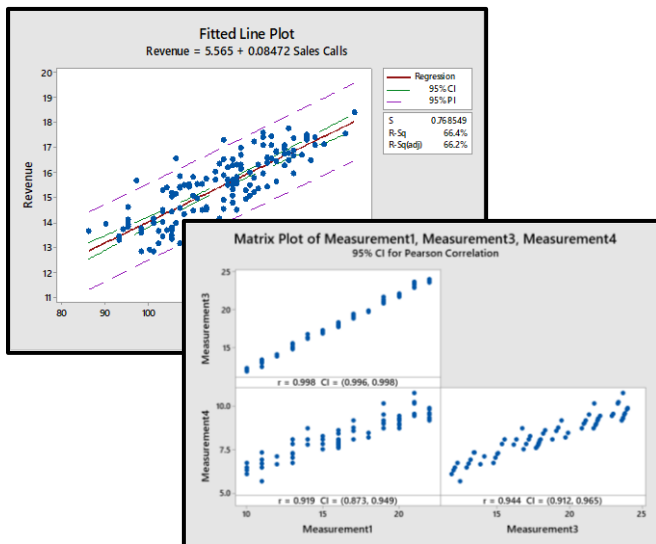 Fitted Line Plot
Revenue = 5.565 + 0.08472 Sales Calls
20
19
18
17
16
15
14
13
12
11
Revenue
80
90
100
Regression
95% CI
95% PI
S 0.768549
R-Sq 66.4%
R-Sq(adj) 66.2%
Matrix Plot of Measurement1, Measurement3, Measurement4
95% CI for Pearson Correlation
25
20
15
Measurement3
r = 0.998 CI = (0.996, 0.998)
10.0
7.5
5.0
Measurement4
r = 0.919 CI = (0.873, 0.949)
r = 0.944 CI = (0.912, 0.965)
10 15 20
15 20 25
Measurement1
Measurement3